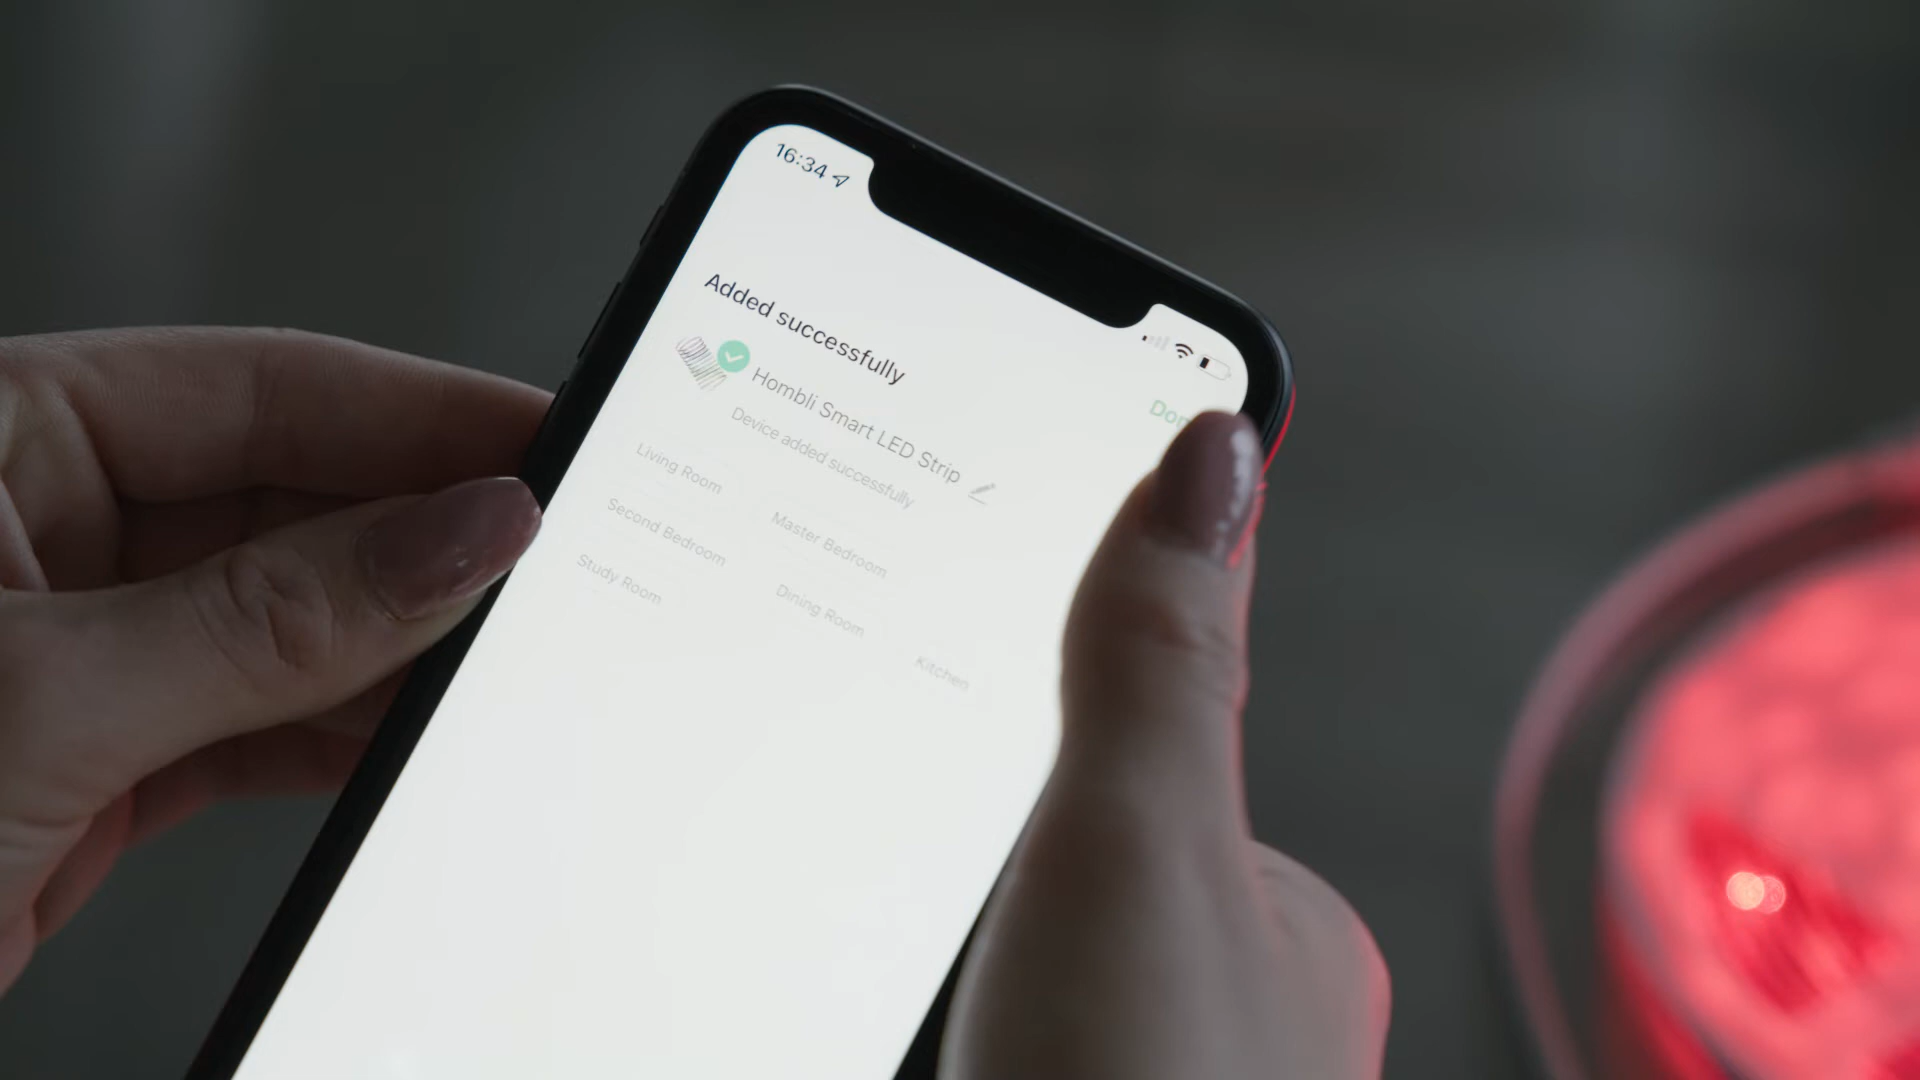 16:34
Don
Added successfully
Hombli Smart LED Strip
Device added successfully
Living Room
Master Bedroom
Second Bedroom
Dining Room
Kitchen
Study Room